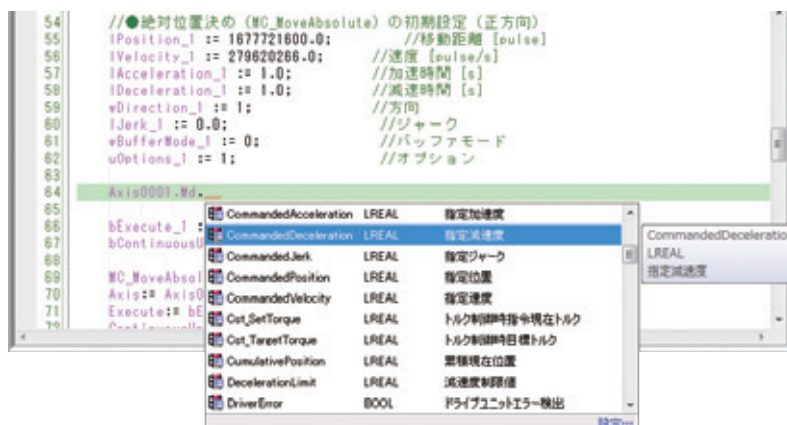 54 //●絶対位置決め (MC_MoveAbsolute) の初期設定 (正方向)
55 lPosition_1 := 1677721600.0; //移動距離 [pulse]
56 lVelocity_1 := 279620266.0; //速度 [pulse/s]
57 lAcceleration_1 := 1.0; //加速時間 [s]
58 lDeceleration_1 := 1.0; //減速時間 [s]
59 wDirection_1 := 1; //方向
60 lJerk_1 := 0.0; //ジャーク
61 wBufferMode_1 := 0; //バッファモード
62 uOptions_1 := 1; //オプション
63
64 Axis0001.Md.
65
66 bExecute_1 :
67 bContinuousU
68
69 MC_MoveAbsol
70 Axis:= Axis0
71 Execute:= bE
72 ContinuousUp
CommandedAcceleration LREAL 指定加速度
CommandedDeceleration LREAL 指定減速度
CommandedJerk LREAL 指定ジャーク
CommandedPosition LREAL 指定位置
CommandedVelocity LREAL 指定速度
Cst_SetTorque LREAL トルク制御時指令現在トルク
Cst_TargetTorque LREAL トルク制御時目標トルク
CumulativePosition LREAL 累積現在位置
DecelerationLimit LREAL 減速度制限値
DriverError BOOL ドライブユニットエラー検出
設定...
CommandedDeceleratio
LREAL
指定減速度